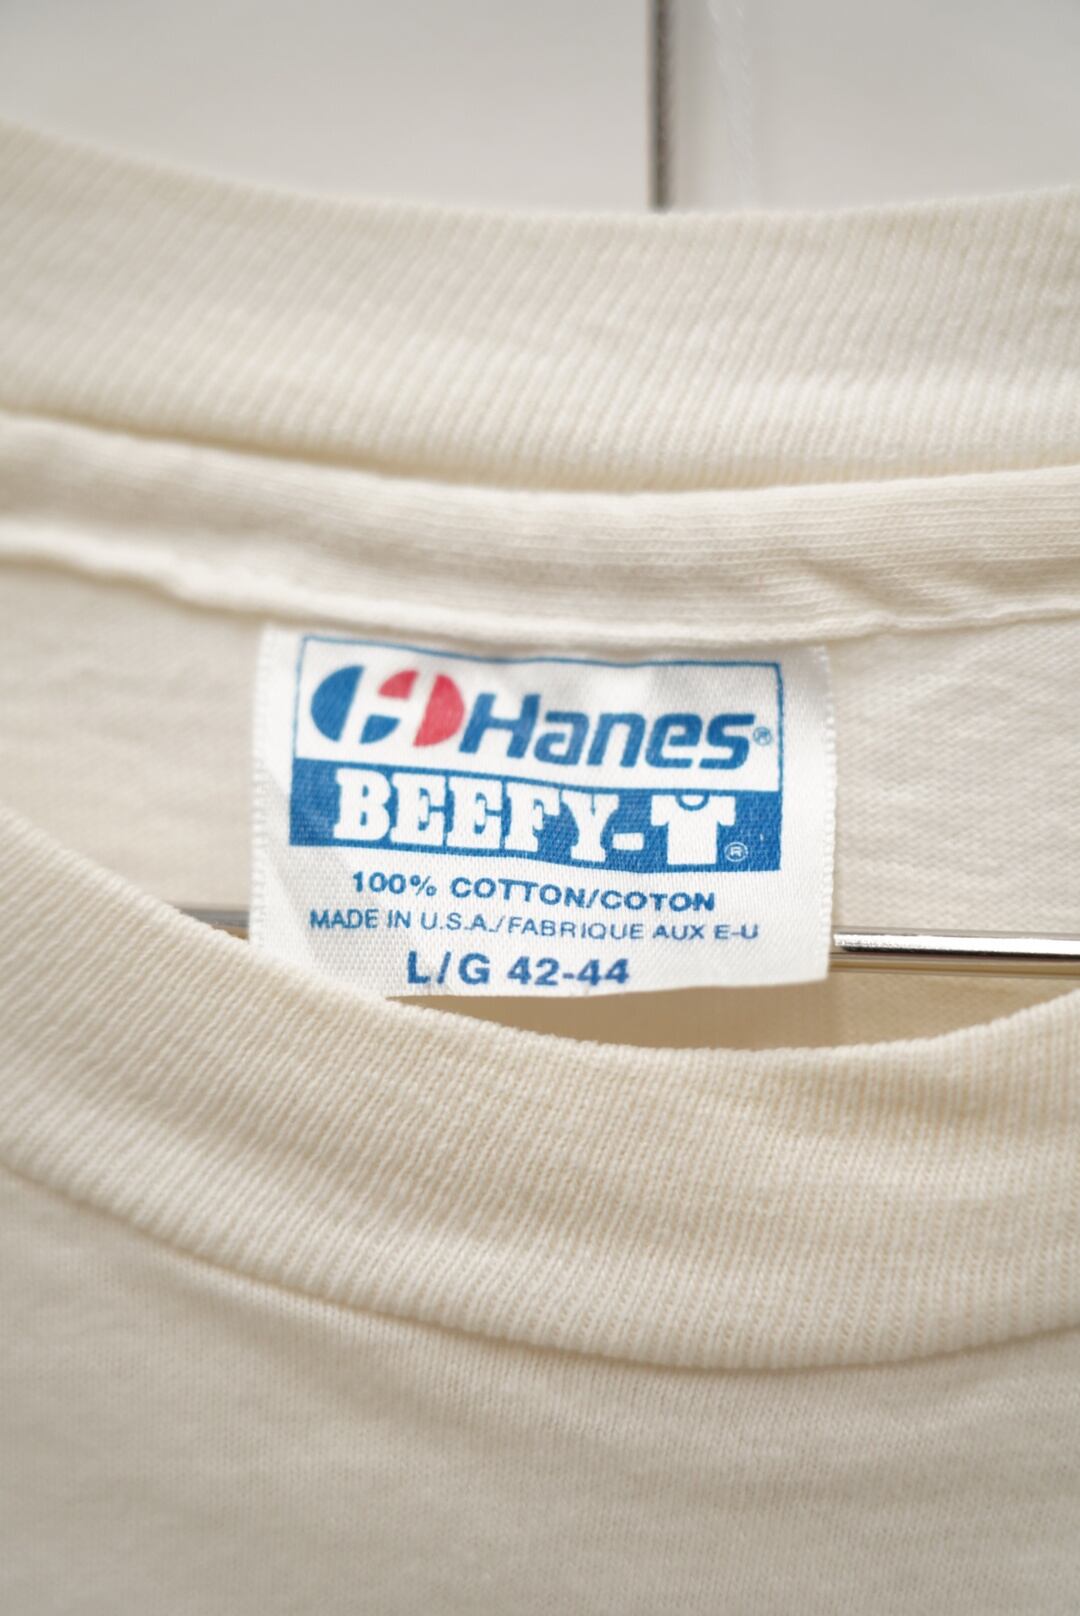 Hanes®
BEEFY-T®
100% COTTON/COTON
MADE IN U.S.A./FABRIQUE AUX E-U
L/G 42-44